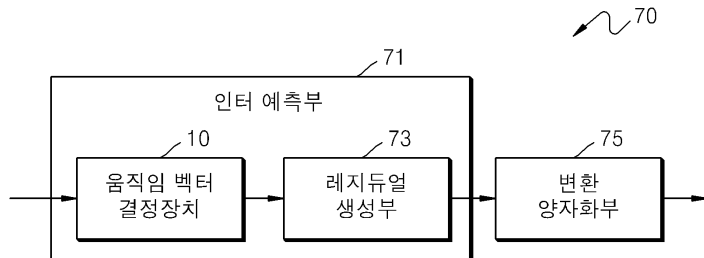 70
71
인터 예측부
10
움직임 벡터
결정장치
73
레지듀얼
생성부
75
변환
양자화부